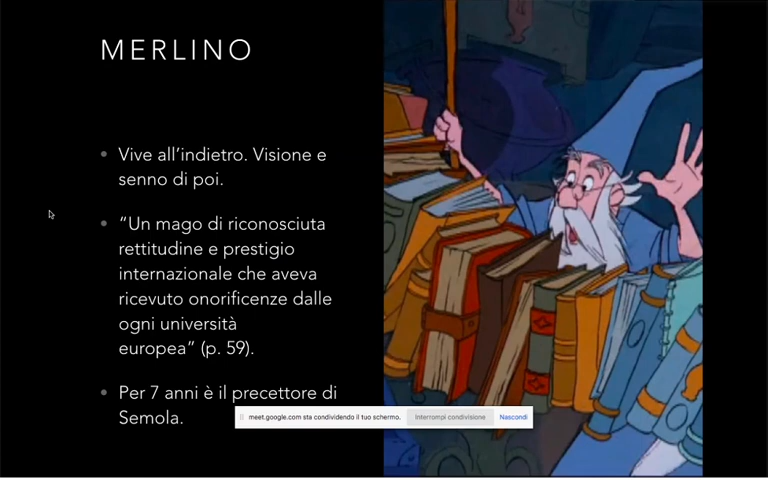 MERLINO
• Vive all’indietro. Visione e
senno di poi.
• “Un mago di riconosciuta
rettitudine e prestigio
internazionale che aveva
ricevuto onorificenze dalle
ogni università
europea” (p. 59).
• Per 7 anni è il precettore di
Semola.
meet.google.com sta condividendo il tuo schermo. Interrompi condivisione Nascondi